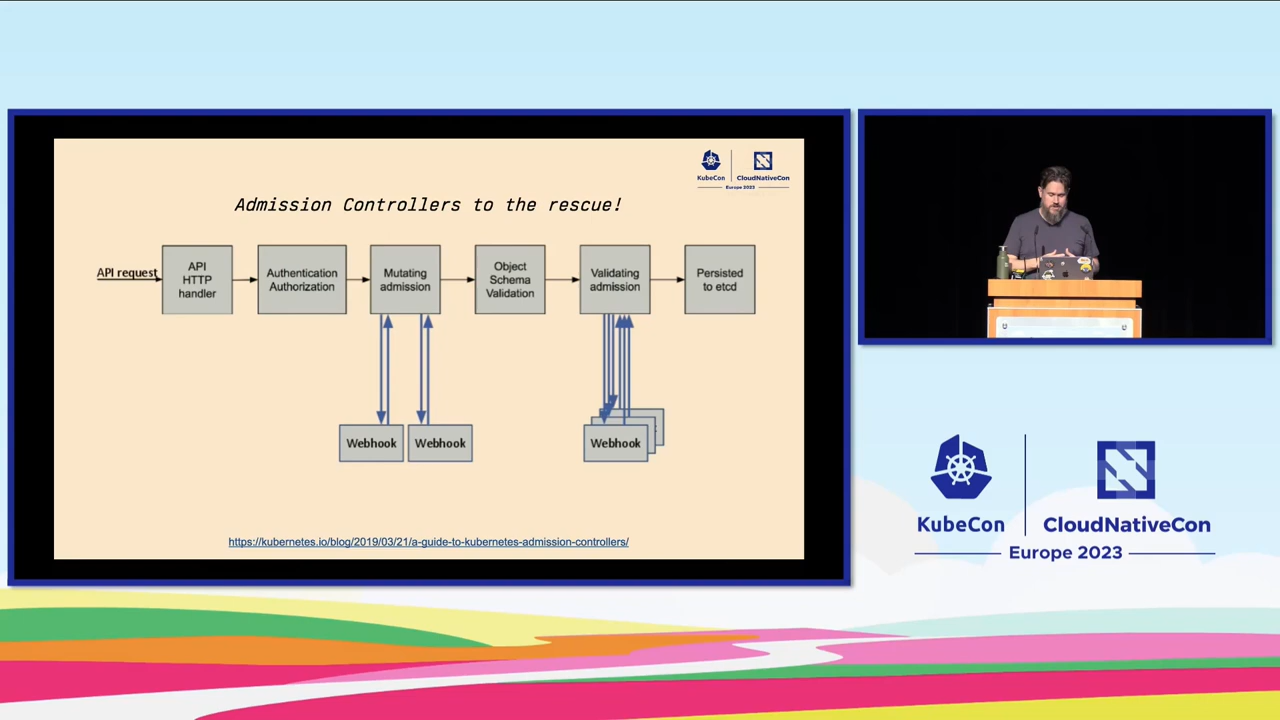 KubeCon
CloudNativeCon
Europe 2023
Admission Controllers to the rescue!
API request
API
HTTP
handler
Authentication
Authorization
Mutating
admission
Object
Schema
Validation
Validating
admission
Persisted
to etcd
Webhook
Webhook
Webhook
https://kubernetes.io/blog/2019/03/21/a-guide-to-kubernetes-admission-controllers/
KubeCon
CloudNativeCon
Europe 2023